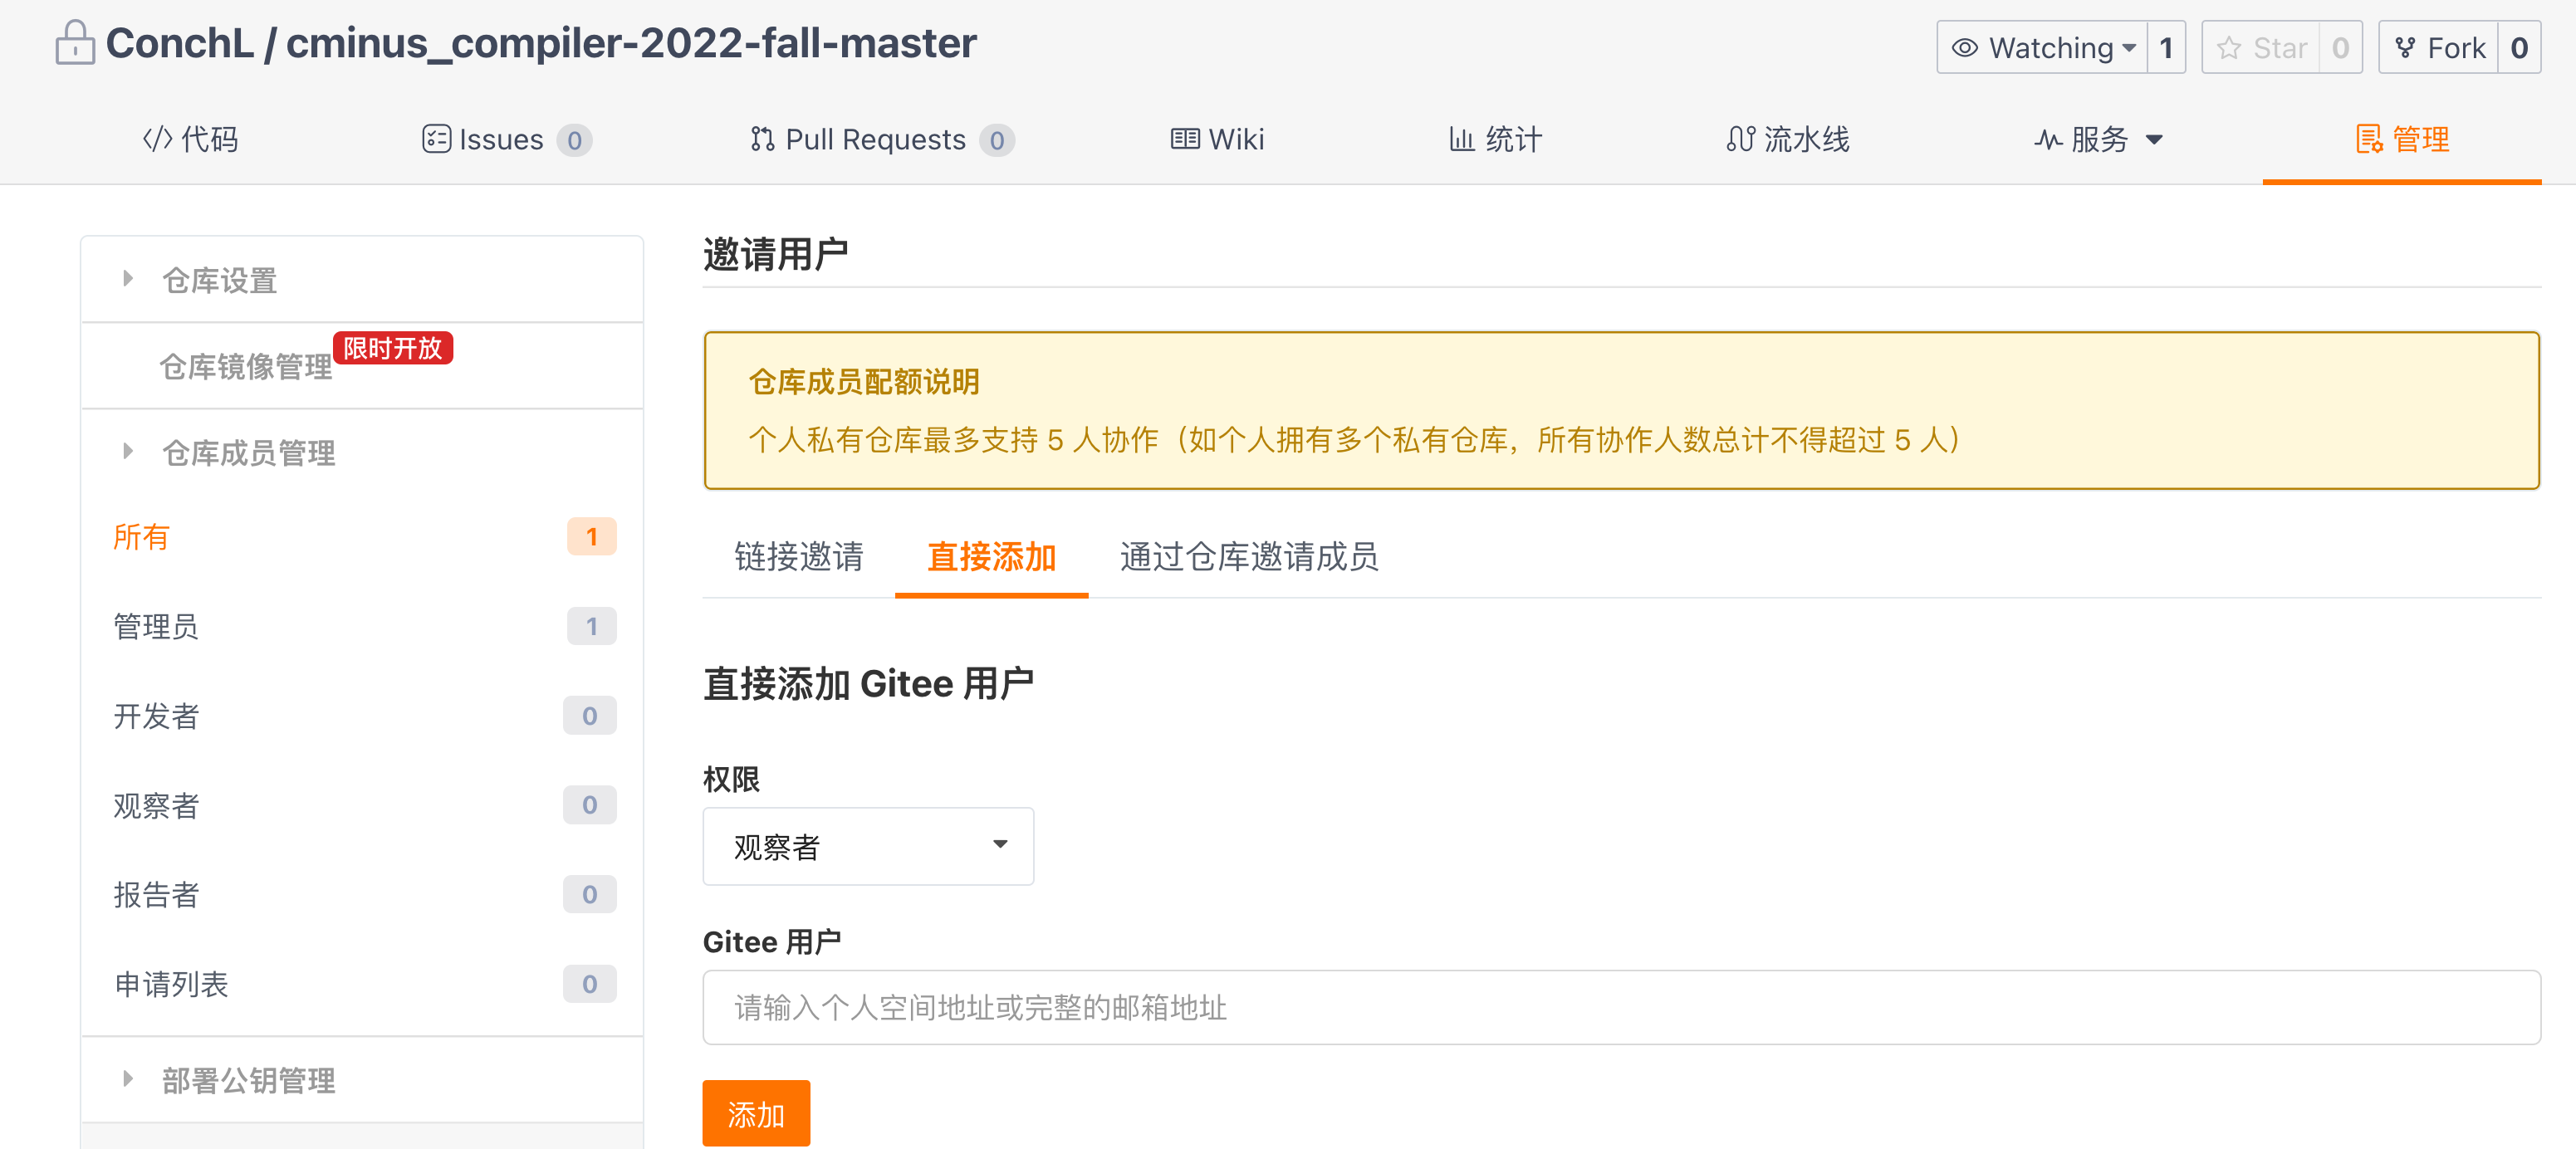 ConchL / cminus_compiler-2022-fall-master
Watching 1 Star 0 Fork 0
代码 Issues 0 Pull Requests 0 Wiki 统计 流水线 服务 管理
仓库设置
仓库镜像管理 限时开放
仓库成员管理
所有 1
管理员 1
开发者 0
观察者 0
报告者 0
申请列表 0
部署公钥管理
邀请用户
仓库成员配额说明
个人私有仓库最多支持 5 人协作（如个人拥有多个私有仓库，所有协作人数总计不得超过 5 人）
链接邀请 直接添加 通过仓库邀请成员
直接添加 Gitee 用户
权限
观察者
Gitee 用户
请输入个人空间地址或完整的邮箱地址
添加